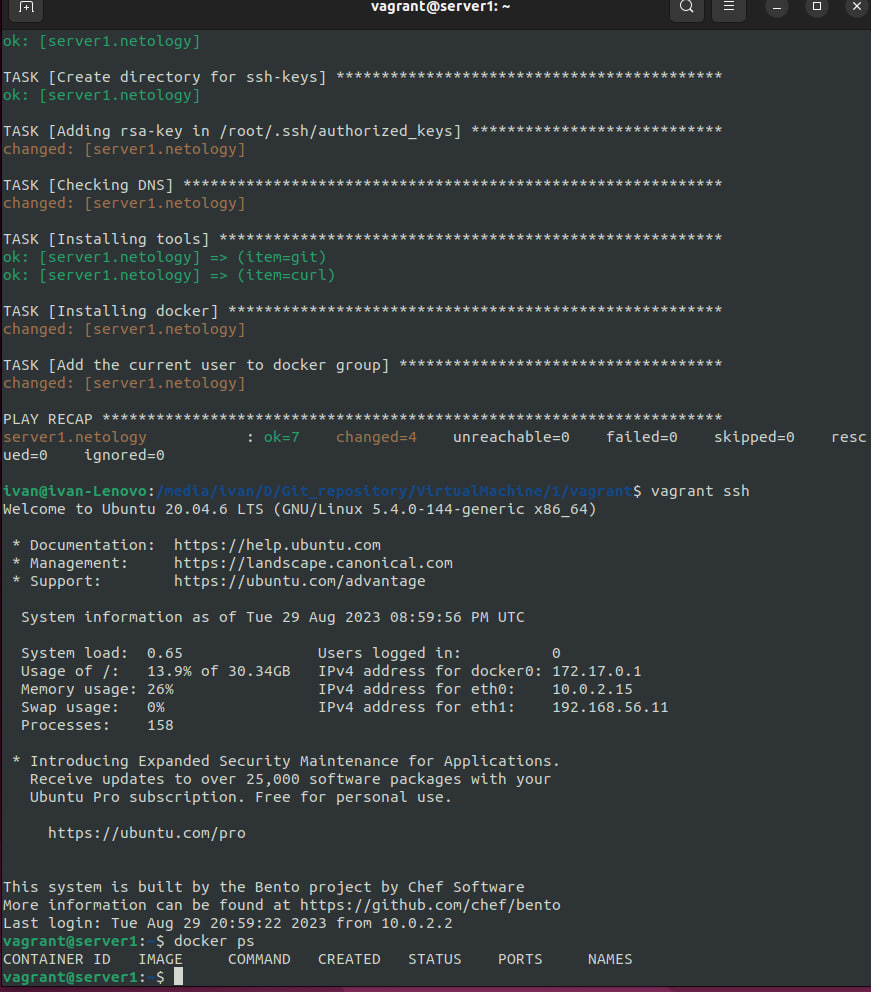 vagrant@server1: ~
ok: [server1.netology]
TASK [Create directory for ssh-keys] *******************************************
ok: [server1.netology]
TASK [Adding rsa-key in /root/.ssh/authorized_keys] ****************************
changed: [server1.netology]
TASK [Checking DNS] ************************************************************
changed: [server1.netology]
TASK [Installing tools] ********************************************************
ok: [server1.netology] => (item=git)
ok: [server1.netology] => (item=curl)
TASK [Installing docker] *******************************************************
changed: [server1.netology]
TASK [Add the current user to docker group] ************************************
changed: [server1.netology]
PLAY RECAP *********************************************************************
server1.netology           : ok=7    changed=4    unreachable=0    failed=0    skipped=0    resc
ued=0    ignored=0
ivan@ivan-Lenovo:/media/ivan/D/Git_repository/VirtualMachine/1/vagrant$ vagrant ssh
Welcome to Ubuntu 20.04.6 LTS (GNU/Linux 5.4.0-144-generic x86_64)
 * Documentation:  https://help.ubuntu.com
 * Management:     https://landscape.canonical.com
 * Support:        https://ubuntu.com/advantage
  System information as of Tue 29 Aug 2023 08:59:56 PM UTC
  System load:  0.65               Users logged in:          0
  Usage of /:   13.9% of 30.34GB   IPv4 address for docker0: 172.17.0.1
  Memory usage: 26%                IPv4 address for eth0:    10.0.2.15
  Swap usage:   0%                 IPv4 address for eth1:    192.168.56.11
  Processes:    158
 * Introducing Expanded Security Maintenance for Applications.
   Receive updates to over 25,000 software packages with your
   Ubuntu Pro subscription. Free for personal use.
     https://ubuntu.com/pro
This system is built by the Bento project by Chef Software
More information can be found at https://github.com/chef/bento
Last login: Tue Aug 29 20:59:22 2023 from 10.0.2.2
vagrant@server1:~$ docker ps
CONTAINER ID   IMAGE     COMMAND   CREATED   STATUS    PORTS     NAMES
vagrant@server1:~$